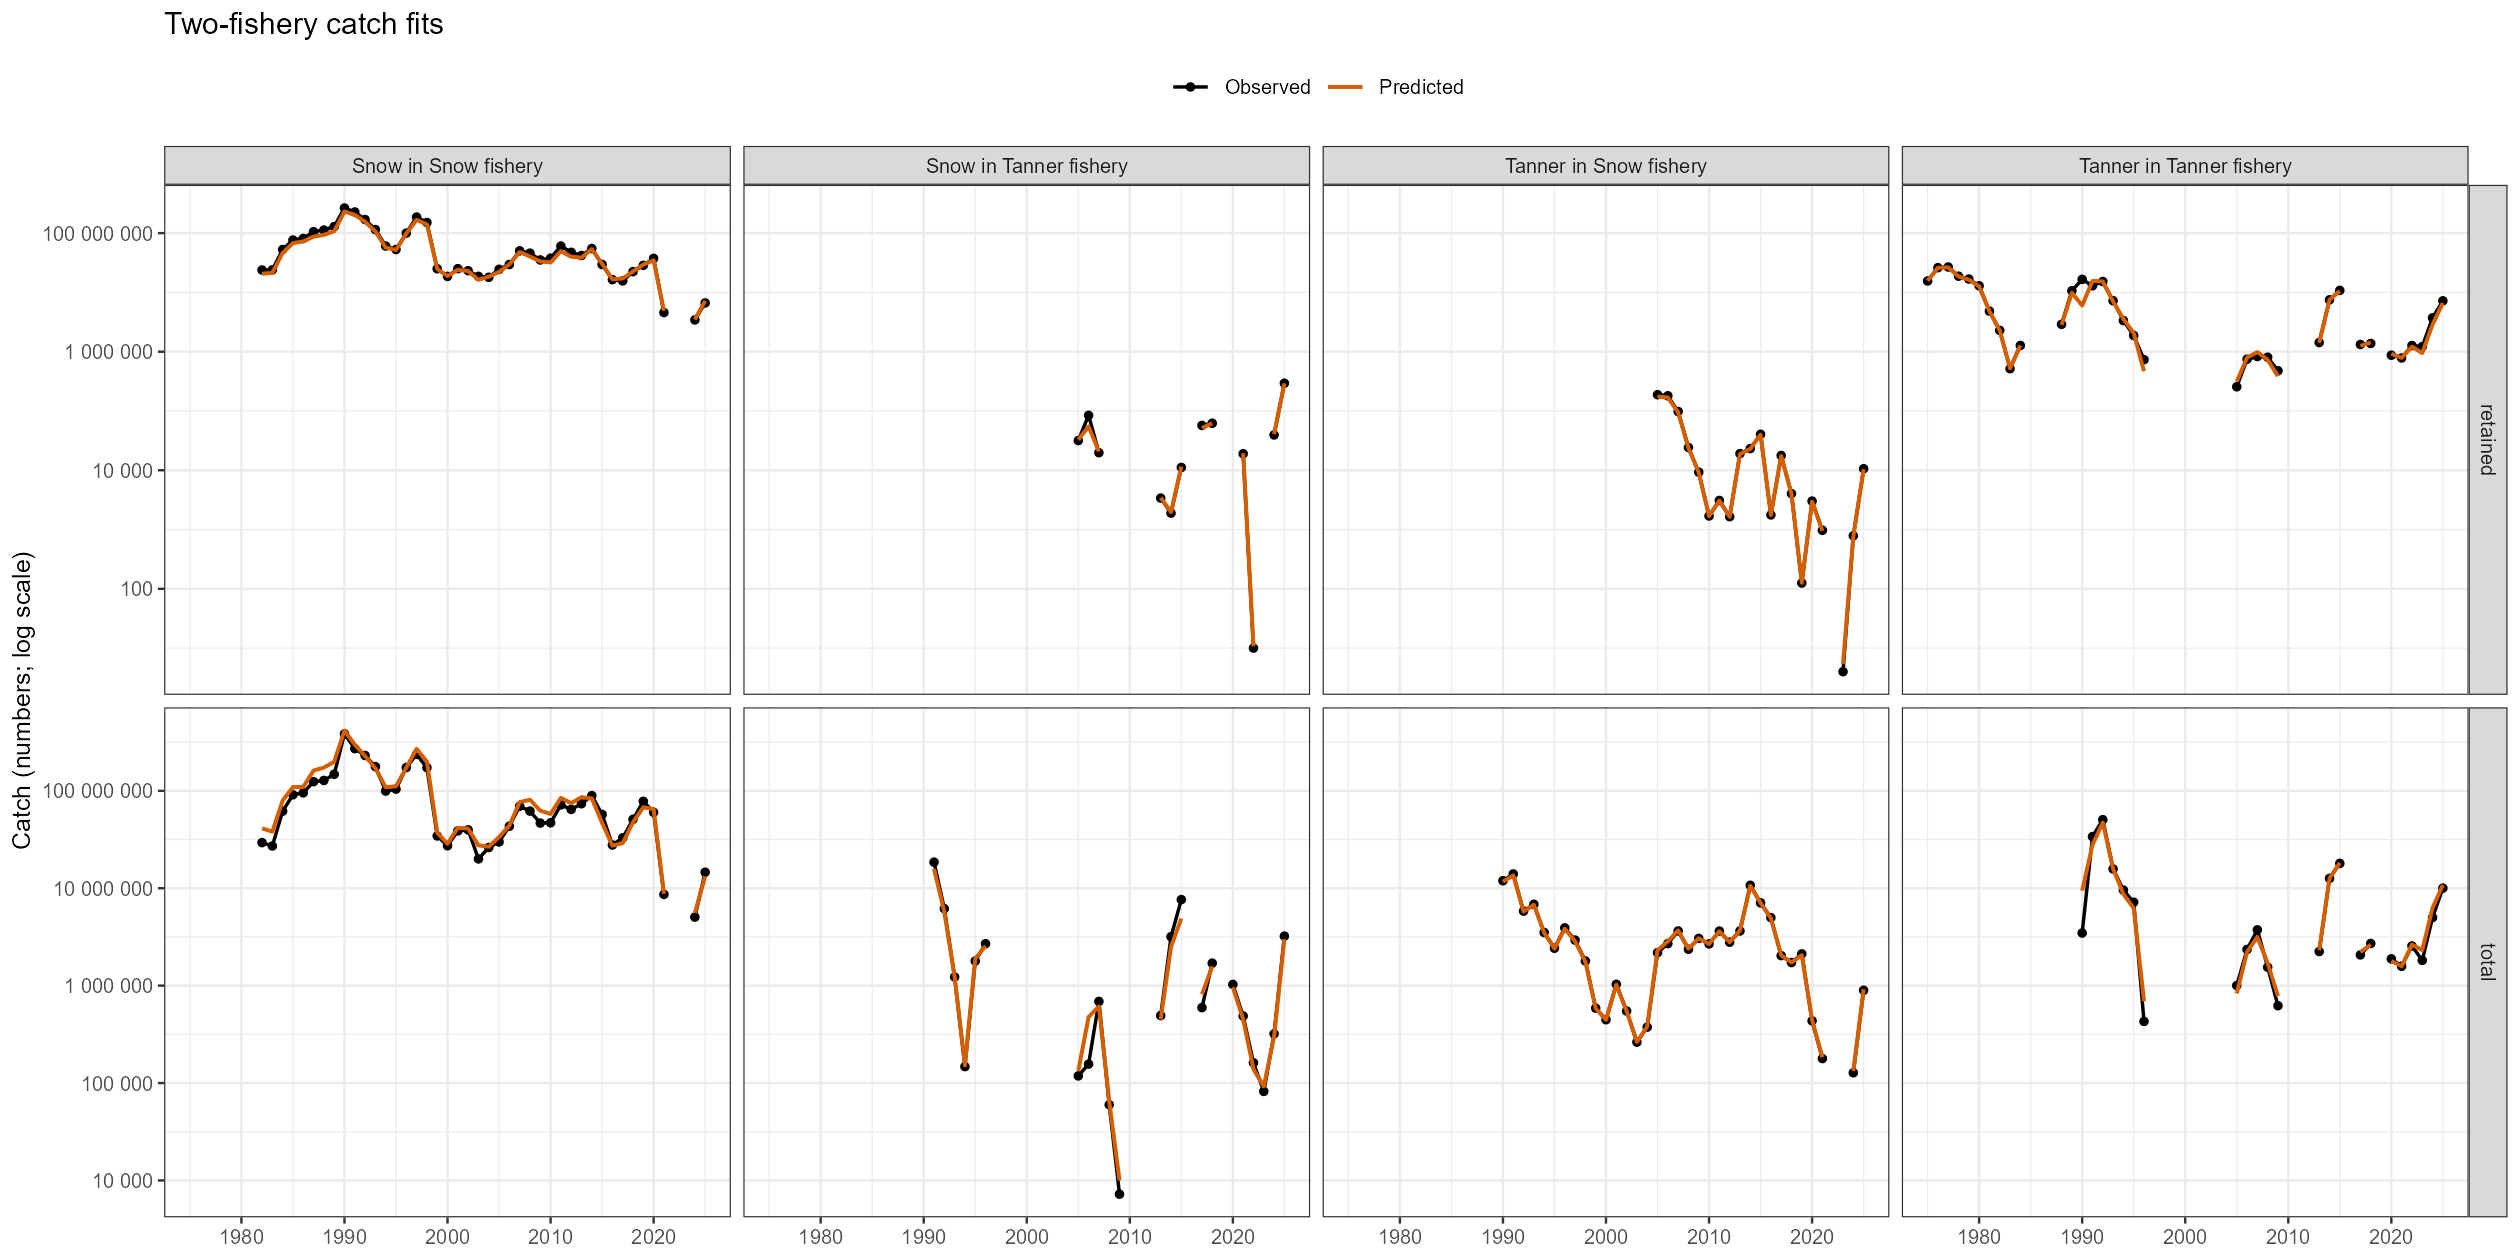 Two-fishery catch fits
Observed Predicted
Snow in Snow fishery Snow in Tanner fishery Tanner in Snow fishery Tanner in Tanner fishery
100 000 000
1 000 000
10 000
100
retained
Catch (numbers; log scale)
100 000 000
10 000 000
1 000 000
100 000
10 000
total
1980 1990 2000 2010 2020 1980 1990 2000 2010 2020 1980 1990 2000 2010 2020 1980 1990 2000 2010 2020